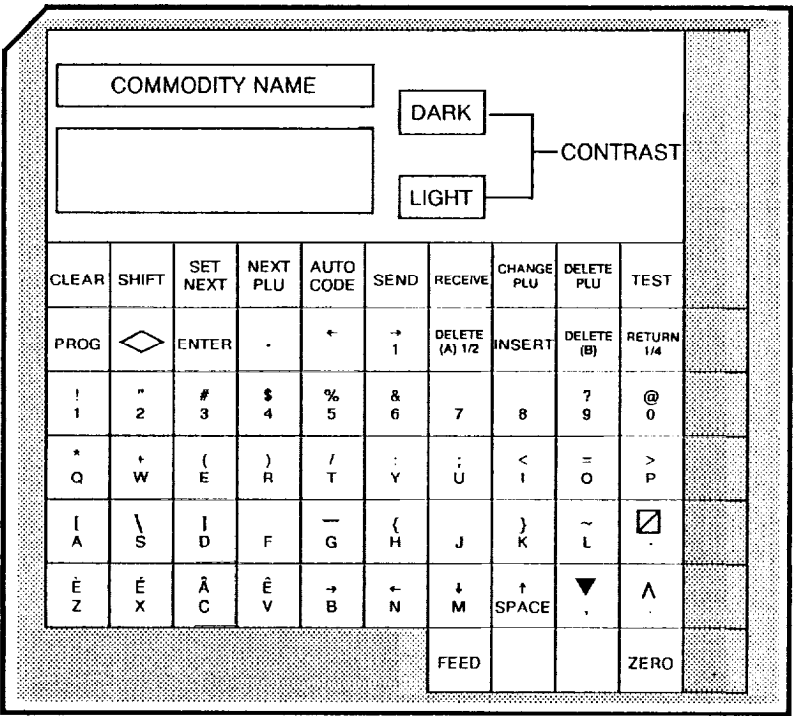 COMMODITY NAME
DARK
CONTRAST
LIGHT
CLEAR SHIFT SET NEXT NEXT PLU AUTO CODE SEND RECEIVE CHANGE PLU DELETE PLU TEST
PROG ENTER . ← → 1 DELETE (A) 1/2 INSERT DELETE (B) RETURN 1/4
! " # $ % & ? @
1 2 3 4 5 6 7 8 9 0
* + ( ) / : ; < = >
Q W E R T Y U I O P
[ \ ] — { } ~
A S D F G H J K L .
È É Â Ê → ← ↓ ↑ ▼ ∧
Z X C V B N M SPACE , .
FEED ZERO